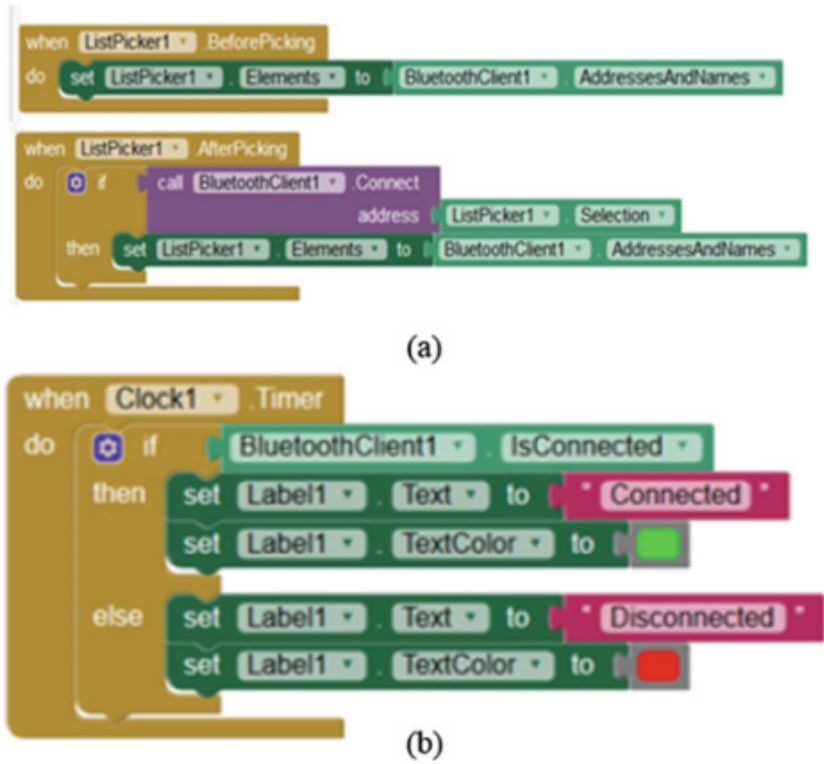 when ListPicker1 .BeforePicking
do set ListPicker1 . Elements to BluetoothClient1 . AddressesAndNames
when ListPicker1 .AfterPicking
do if call BluetoothClient1 .Connect
address ListPicker1 . Selection
then set ListPicker1 . Elements to BluetoothClient1 . AddressesAndNames
(a)
when Clock1 .Timer
do if BluetoothClient1 . IsConnected
then set Label1 . Text to " Connected "
set Label1 . TextColor to
else set Label1 . Text to " Disconnected "
set Label1 . TextColor to
(b)